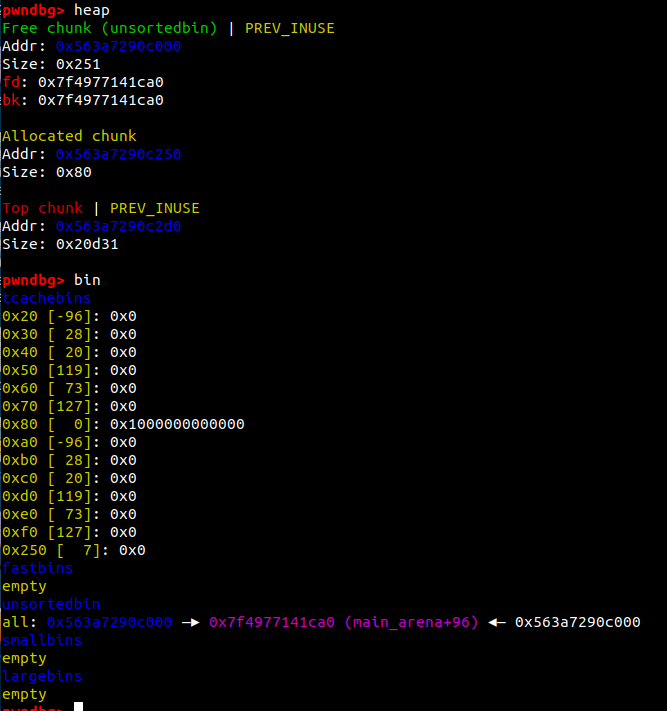 pwndbg> heap
Free chunk (unsortedbin) | PREV_INUSE
Addr: 0x563a7290c000
Size: 0x251
fd: 0x7f4977141ca0
bk: 0x7f4977141ca0
Allocated chunk
Addr: 0x563a7290c250
Size: 0x80
Top chunk | PREV_INUSE
Addr: 0x563a7290c2d0
Size: 0x20d31
pwndbg> bin
tcachebins
0x20 [-96]: 0x0
0x30 [ 28]: 0x0
0x40 [ 20]: 0x0
0x50 [119]: 0x0
0x60 [ 73]: 0x0
0x70 [127]: 0x0
0x80 [  0]: 0x1000000000000
0xa0 [-96]: 0x0
0xb0 [ 28]: 0x0
0xc0 [ 20]: 0x0
0xd0 [119]: 0x0
0xe0 [ 73]: 0x0
0xf0 [127]: 0x0
0x250 [  7]: 0x0
fastbins
empty
unsortedbin
all: 0x563a7290c000 —▸ 0x7f4977141ca0 (main_arena+96) ◂— 0x563a7290c000
smallbins
empty
largebins
empty
pwndbg>